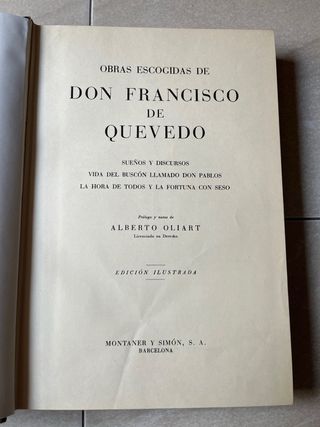 OBRAS ESCOGIDAS DE
DON FRANCISCO
DE
QUEVEDO
SUEÑOS Y DISCURSOS
VIDA DEL BUSCÓN LLAMADO DON PABLOS
LA HORA DE TODOS Y LA FORTUNA CON SESO
Prólogo y notas de
ALBERTO OLIART
Licenciado en Derecho
EDICIÓN ILUSTRADA
MONTANER Y SIMÓN, S. A.
BARCELONA